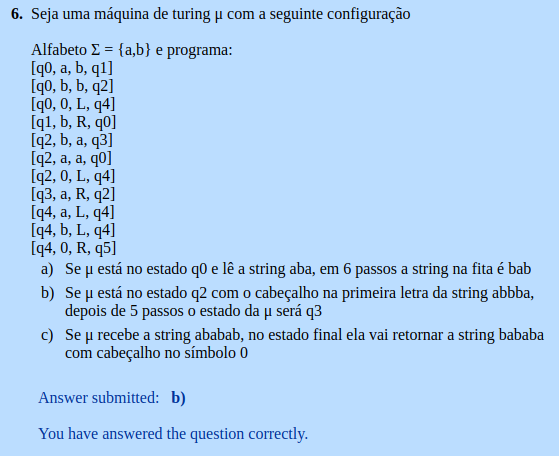 6. Seja uma máquina de turing μ com a seguinte configuração
Alfabeto Σ = {a,b} e programa:
[q0, a, b, q1]
[q0, b, b, q2]
[q0, 0, L, q4]
[q1, b, R, q0]
[q2, b, a, q3]
[q2, a, a, q0]
[q2, 0, L, q4]
[q3, a, R, q2]
[q4, a, L, q4]
[q4, b, L, q4]
[q4, 0, R, q5]
a) Se μ está no estado q0 e lê a string aba, em 6 passos a string na fita é bab
b) Se μ está no estado q2 com o cabeçalho na primeira letra da string abbba,
depois de 5 passos o estado da μ será q3
c) Se μ recebe a string ababab, no estado final ela vai retornar a string bababa
com cabeçalho no símbolo 0
Answer submitted: b)
You have answered the question correctly.